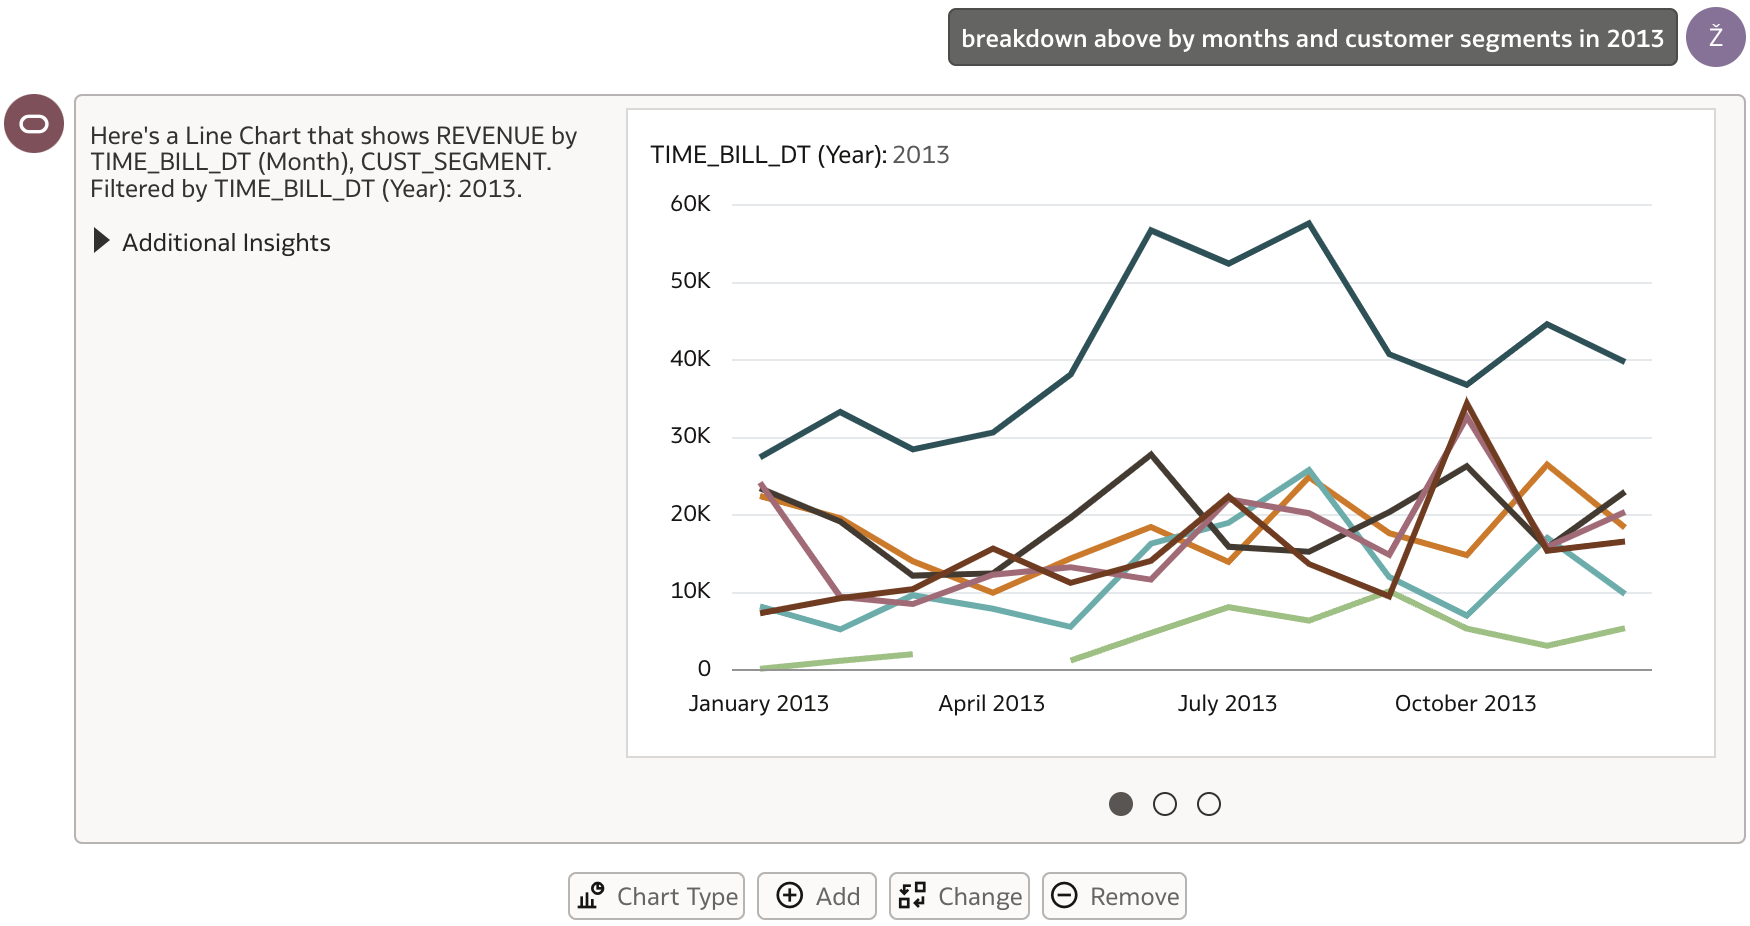 breakdown above by months and customer segments in 2013
Ž
Here's a Line Chart that shows REVENUE by
TIME_BILL_DT (Month), CUST_SEGMENT.
Filtered by TIME_BILL_DT (Year): 2013.
Additional Insights
TIME_BILL_DT (Year): 2013
60K
50K
40K
30K
20K
10K
0
January 2013
April 2013
July 2013
October 2013
Chart Type
Add
Change
Remove